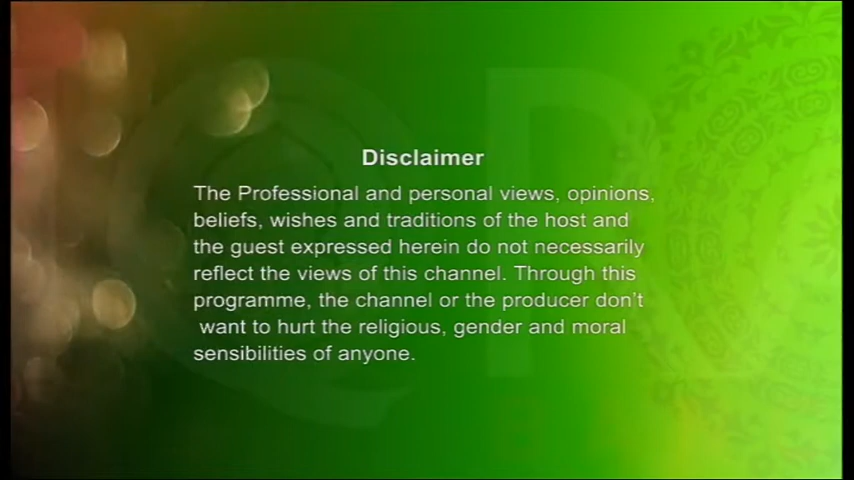 Disclaimer
The Professional and personal views, opinions,
beliefs, wishes and traditions of the host and
the guest expressed herein do not necessarily
reflect the views of this channel. Through this
programme, the channel or the producer don't
want to hurt the religious, gender and moral
sensibilities of anyone.